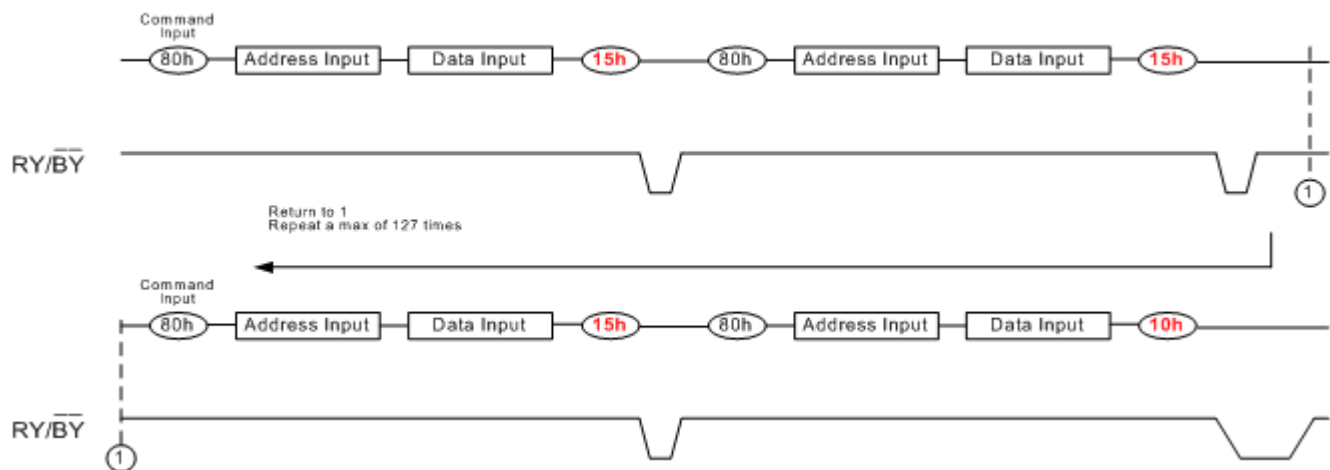 Command
Input
80h Address Input Data Input 15h 80h Address Input Data Input 15h
RY/B̅Y̅
1
Return to 1
Repeat a max of 127 times
Command
Input
80h Address Input Data Input 15h 80h Address Input Data Input 10h
RY/B̅Y̅
1